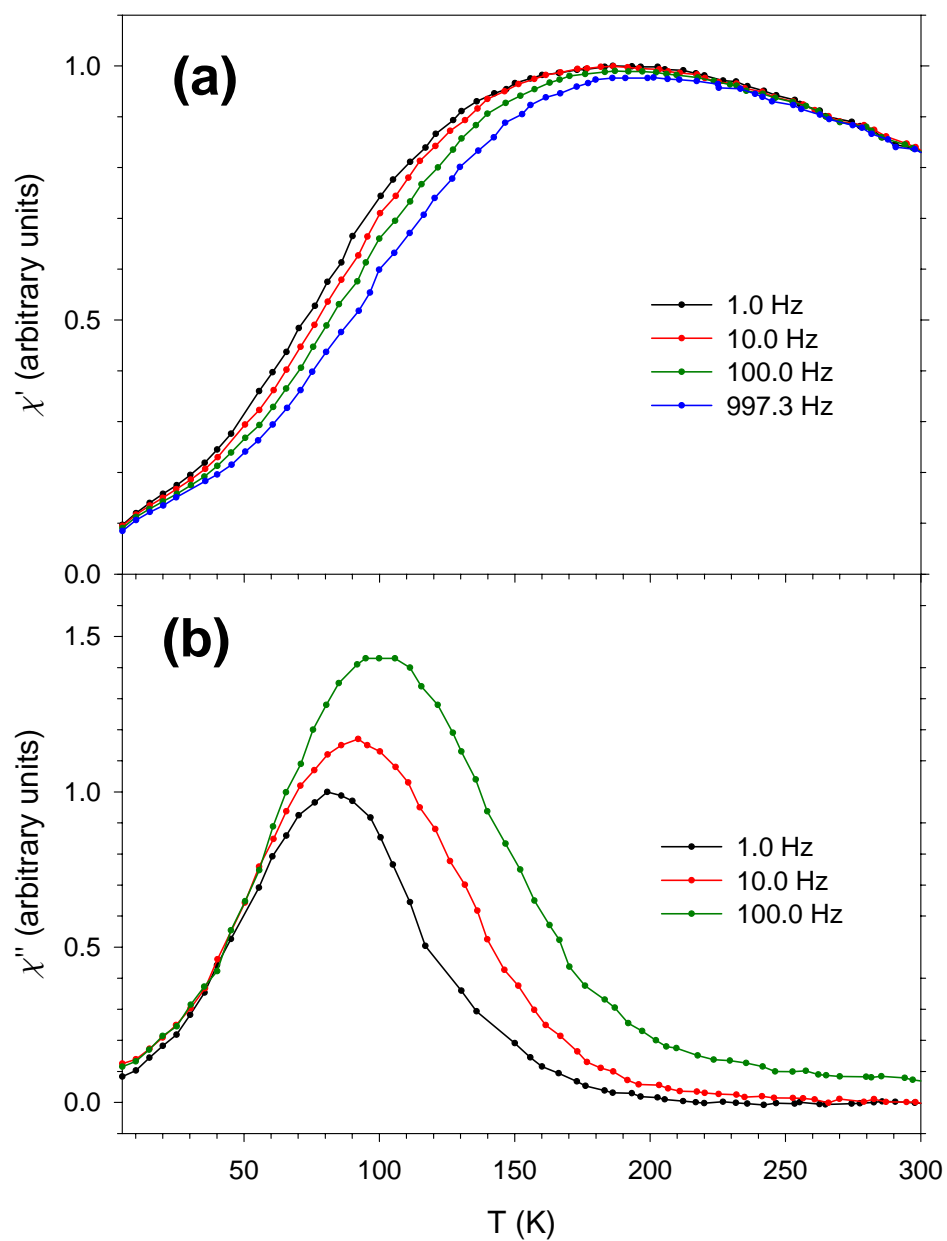 (a)
χ' (arbitrary units)
1.0
0.5
0.0
1.0 Hz
10.0 Hz
100.0 Hz
997.3 Hz
(b)
χ'' (arbitrary units)
1.5
1.0
0.5
0.0
1.0 Hz
10.0 Hz
100.0 Hz
50 100 150 200 250 300
T (K)